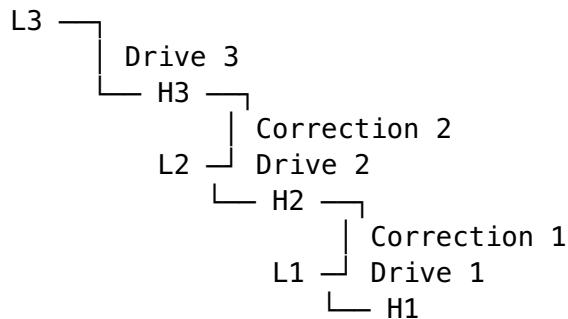 L3
Drive 3
H3
Correction 2
L2 Drive 2
H2
Correction 1
L1 Drive 1
H1